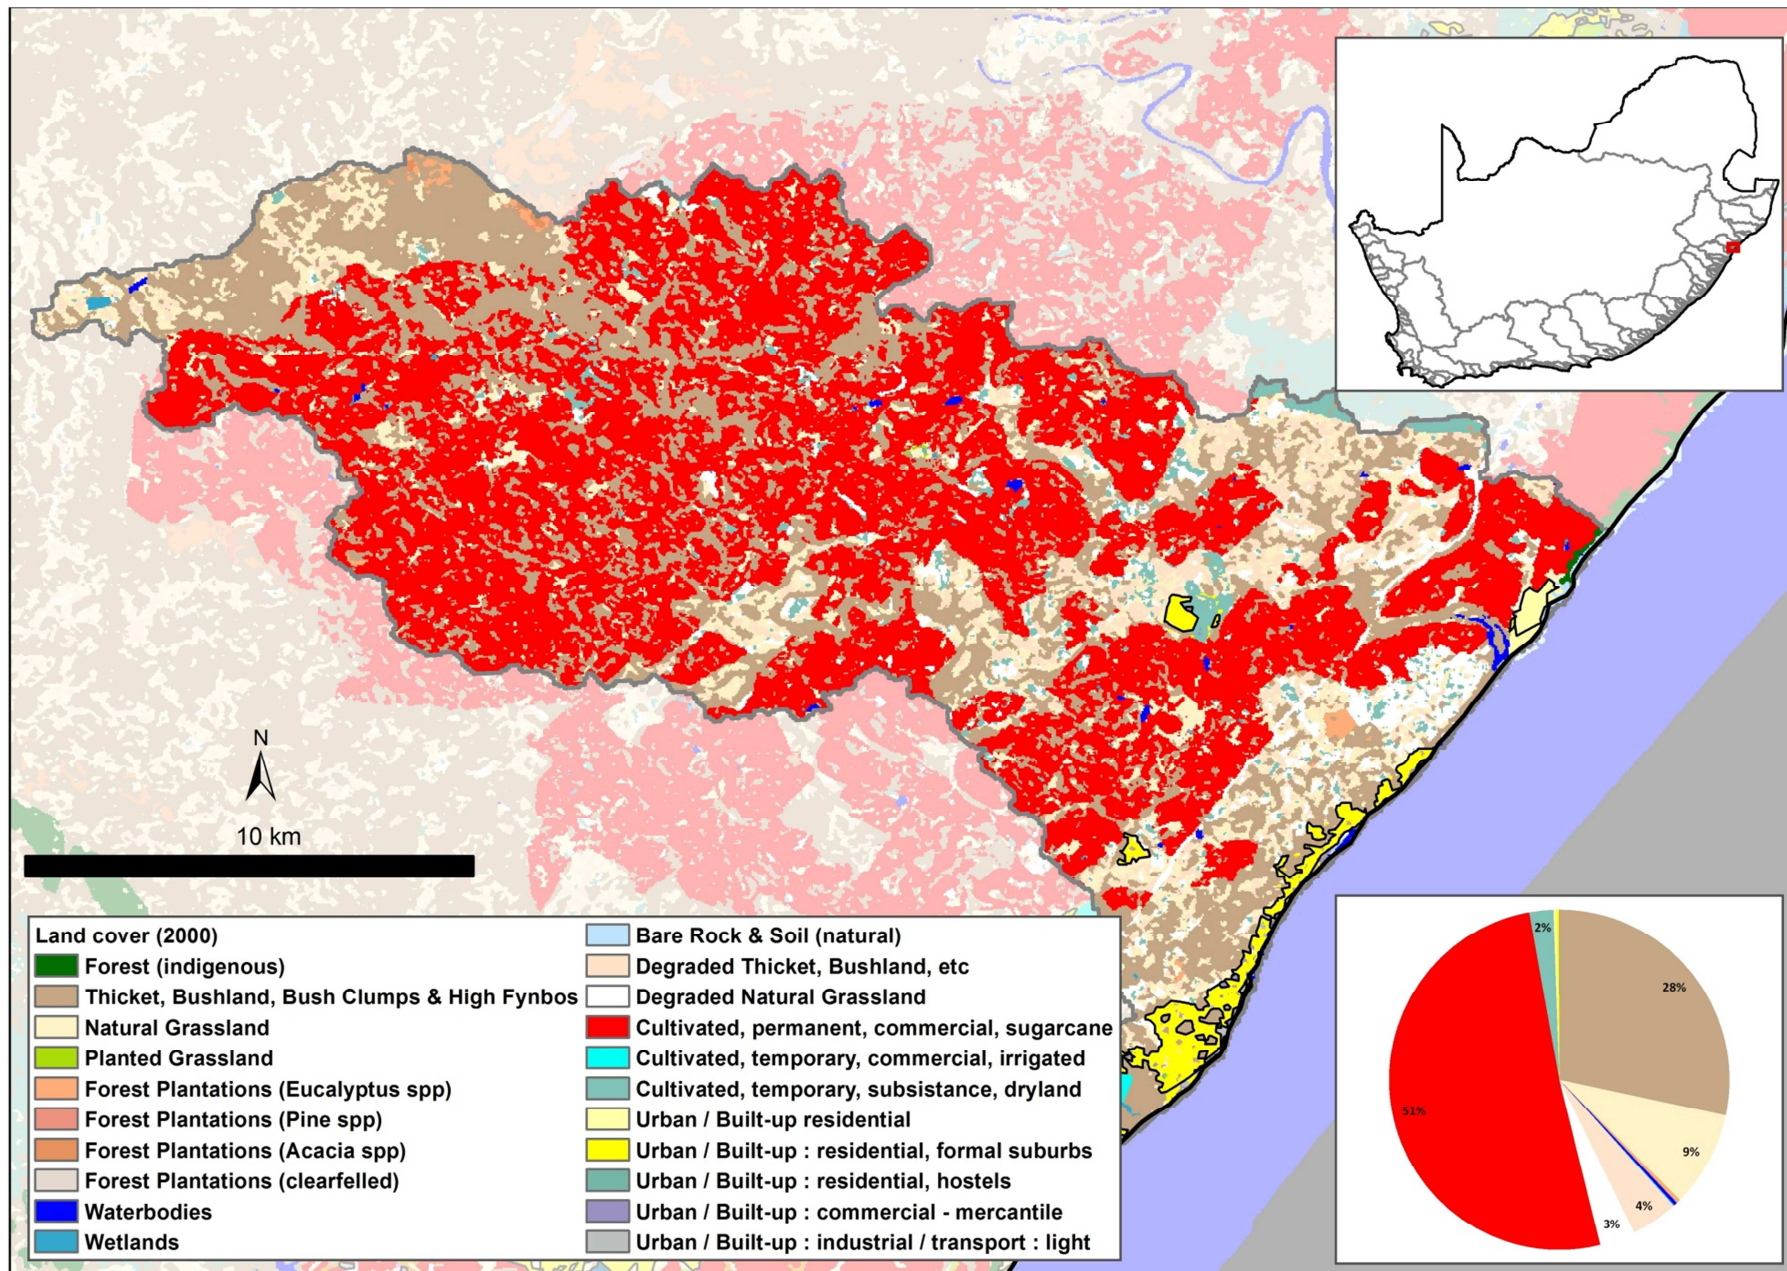 N
10 km
Land cover (2000)
Forest (indigenous)
Thicket, Bushland, Bush Clumps & High Fynbos
Natural Grassland
Planted Grassland
Forest Plantations (Eucalyptus spp)
Forest Plantations (Pine spp)
Forest Plantations (Acacia spp)
Forest Plantations (clearfelled)
Waterbodies
Wetlands
Bare Rock & Soil (natural)
Degraded Thicket, Bushland, etc
Degraded Natural Grassland
Cultivated, permanent, commercial, sugarcane
Cultivated, temporary, commercial, irrigated
Cultivated, temporary, subsistance, dryland
Urban / Built-up residential
Urban / Built-up : residential, formal suburbs
Urban / Built-up : residential, hostels
Urban / Built-up : commercial - mercantile
Urban / Built-up : industrial / transport : light
2%
28%
51%
9%
4%
3%